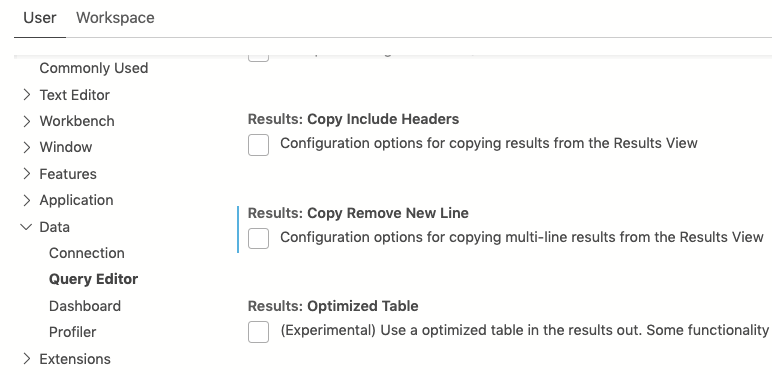 User Workspace
Commonly Used
Text Editor
Workbench
Window
Features
Application
Data
Connection
Query Editor
Dashboard
Profiler
Extensions
Results: Copy Include Headers
Configuration options for copying results from the Results View
Results: Copy Remove New Line
Configuration options for copying multi-line results from the Results View
Results: Optimized Table
(Experimental) Use a optimized table in the results out. Some functionality